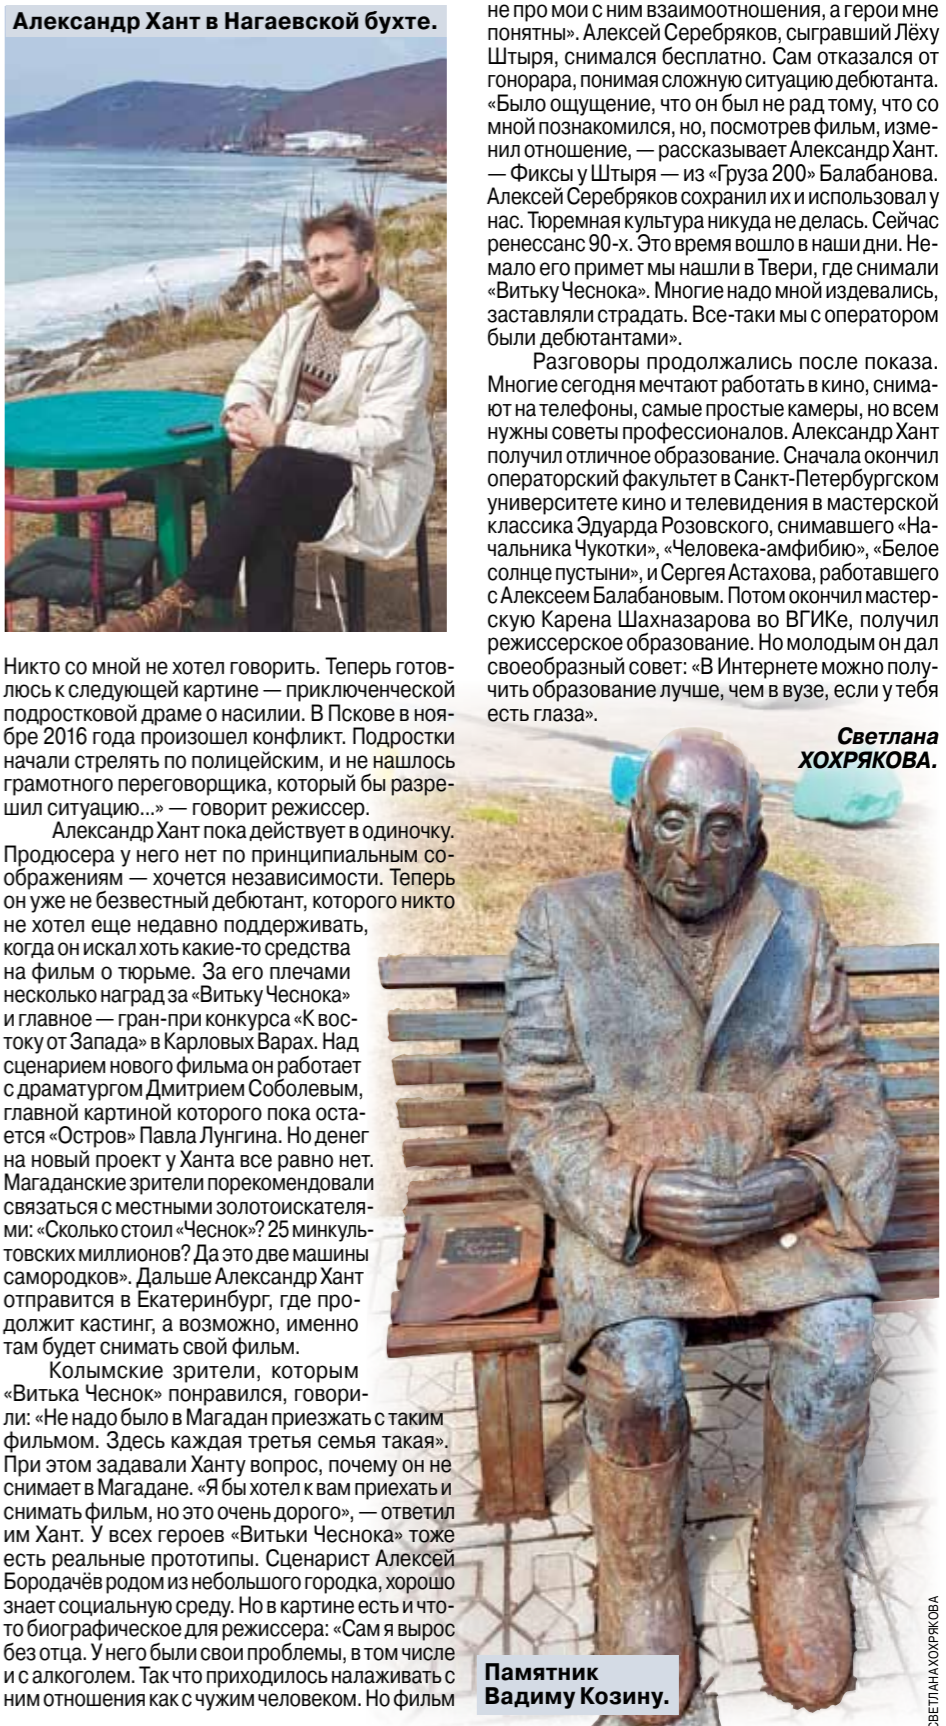 Александр Хант в Нагаевской бухте.
Никто со мной не хотел говорить. Теперь готов-
люсь к следующей картине — приключенческой
подростковой драме о насилии. В Пскове в ноя-
бре 2016 года произошел конфликт. Подростки
начали стрелять по полицейским, и не нашлось
грамотного переговорщика, который бы разре-
шил ситуацию...» — говорит режиссер.
Александр Хант пока действует в одиночку.
Продюсера у него нет по принципиальным со-
ображениям — хочется независимости. Теперь
он уже не безвестный дебютант, которого никто
не хотел еще недавно поддерживать,
когда он искал хоть какие-то средства
на фильм о тюрьме. За его плечами
несколько наград за «Витьку Чеснока»
и главное — гран-при конкурса «К вос-
току от Запада» в Карловых Варах. Над
сценарием нового фильма он работает
с драматургом Дмитрием Соболевым,
главной картиной которого пока оста-
ется «Остров» Павла Лунгина. Но денег
на новый проект у Ханта все равно нет.
Магаданские зрители порекомендовали
связаться с местными золотоискателя-
ми: «Сколько стоил «Чеснок»? 25 минкуль-
товских миллионов? Да это две машины
самородков». Дальше Александр Хант
отправится в Екатеринбург, где про-
должит кастинг, а возможно, именно
там будет снимать свой фильм.
Колымские зрители, которым
«Витька Чеснок» понравился, говори-
ли: «Не надо было в Магадан приезжать с таким
фильмом. Здесь каждая третья семья такая».
При этом задавали Ханту вопрос, почему он не
снимает в Магадане. «Я бы хотел к вам приехать и
снимать фильм, но это очень дорого», — ответил
им Хант. У всех героев «Витьки Чеснока» тоже
есть реальные прототипы. Сценарист Алексей
Бородачёв родом из небольшого городка, хорошо
знает социальную среду. Но в картине есть и что-
то биографическое для режиссера: «Сам я вырос
без отца. У него были свои проблемы, в том числе
и с алкоголем. Так что приходилось налаживать с
ним отношения как с чужим человеком. Но фильм
не про мои с ним взаимоотношения, а герои мне
понятны». Алексей Серебряков, сыгравший Лёху
Штыря, снимался бесплатно. Сам отказался от
гонорара, понимая сложную ситуацию дебютанта.
«Было ощущение, что он был не рад тому, что со
мной познакомился, но, посмотрев фильм, изме-
нил отношение, — рассказывает Александр Хант.
— Фиксы у Штыря — из «Груза 200» Балабанова.
Алексей Серебряков сохранил их и использовал у
нас. Тюремная культура никуда не делась. Сейчас
ренессанс 90-х. Это время вошло в наши дни. Не-
мало его примет мы нашли в Твери, где снимали
«Витьку Чеснока». Многие надо мной издевались,
заставляли страдать. Все-таки мы с оператором
были дебютантами».
Разговоры продолжались после показа.
Многие сегодня мечтают работать в кино, снима-
ют на телефоны, самые простые камеры, но всем
нужны советы профессионалов. Александр Хант
получил отличное образование. Сначала окончил
операторский факультет в Санкт-Петербургском
университете кино и телевидения в мастерской
классика Эдуарда Розовского, снимавшего «На-
чальника Чукотки», «Человека-амфибию», «Белое
солнце пустыни», и Сергея Астахова, работавшего
с Алексеем Балабановым. Потом окончил мастер-
скую Карена Шахназарова во ВГИКе, получил
режиссерское образование. Но молодым он дал
своеобразный совет: «В Интернете можно полу-
чить образование лучше, чем в вузе, если у тебя
есть глаза».
Светлана
ХОХРЯКОВА.
Памятник
Вадиму Козину.
СВЕТЛАНА ХОХРЯКОВА